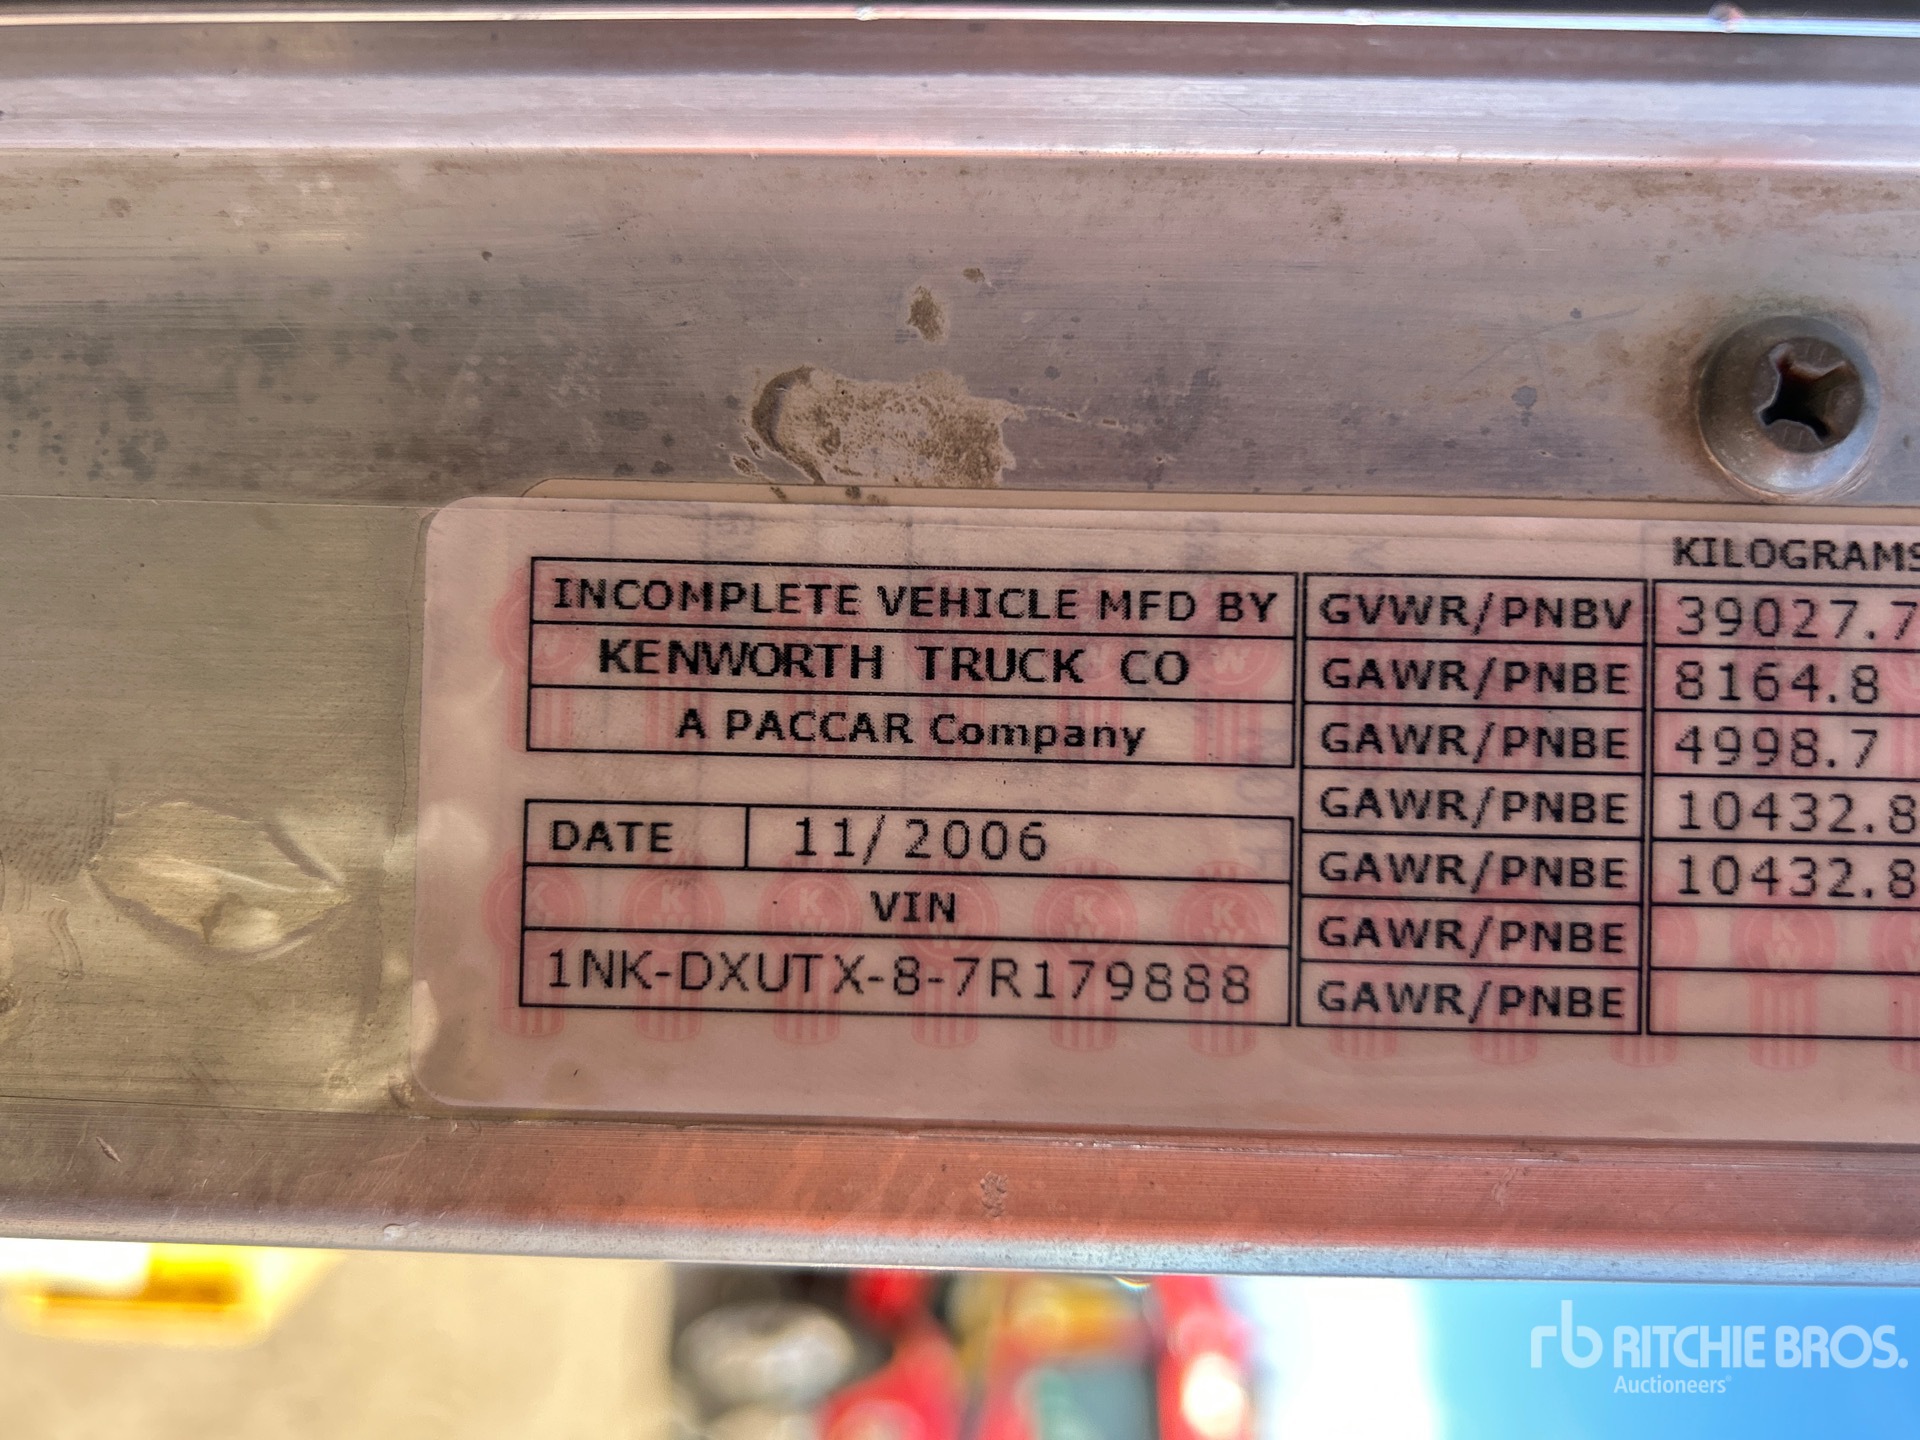 KILOGRAMS
INCOMPLETE VEHICLE MFD BY
KENWORTH TRUCK CO
A PACCAR Company
DATE 11/2006
VIN
1NK-DXUTX-8-7R179888
GVWR/PNBV 39027.7
GAWR/PNBE 8164.8
GAWR/PNBE 4998.7
GAWR/PNBE 10432.8
GAWR/PNBE 10432.8
GAWR/PNBE
GAWR/PNBE
rb RITCHIE BROS.
Auctioneers